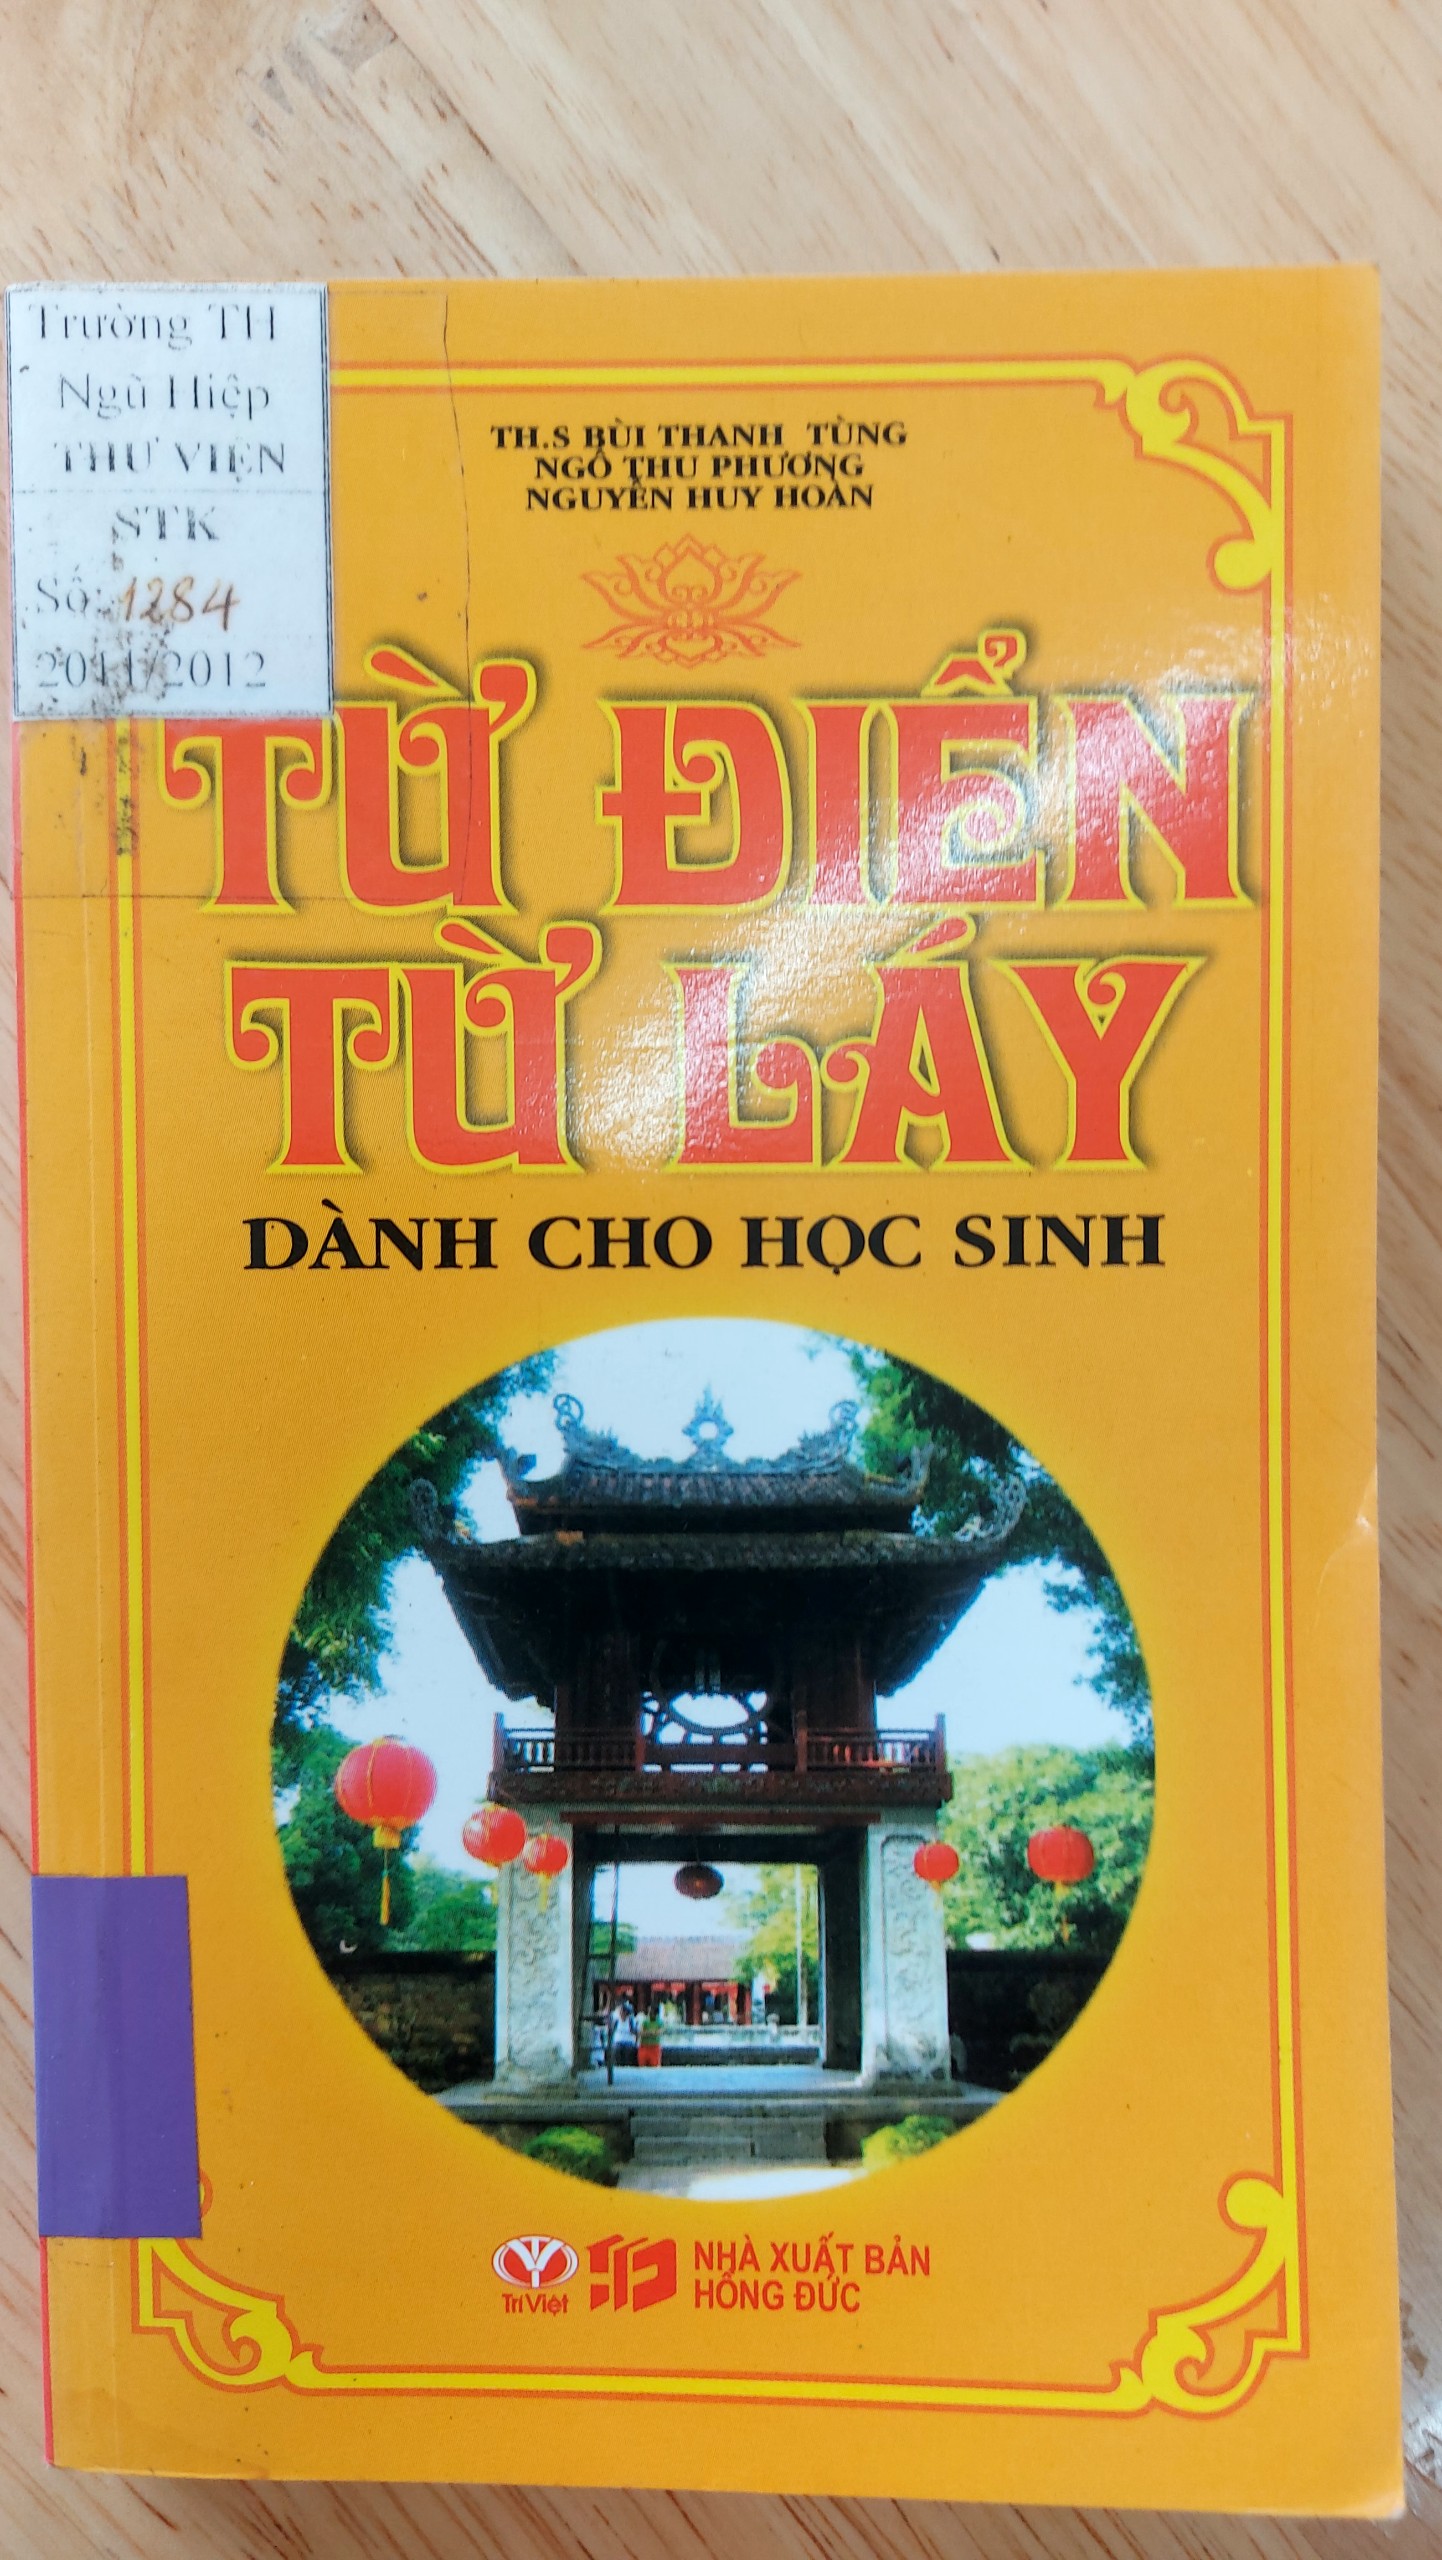 Trường TH
Ngũ Hiệp
THƯ VIỆN
STK
Số: 1284
2011/2012
TH.S BÙI THANH TÙNG
NGÔ THU PHƯƠNG
NGUYỄN HUY HOÀN
TỪ ĐIỂN
TỪ LÁY
DÀNH CHO HỌC SINH
Trí Việt
NHÀ XUẤT BẢN
HỒNG ĐỨC